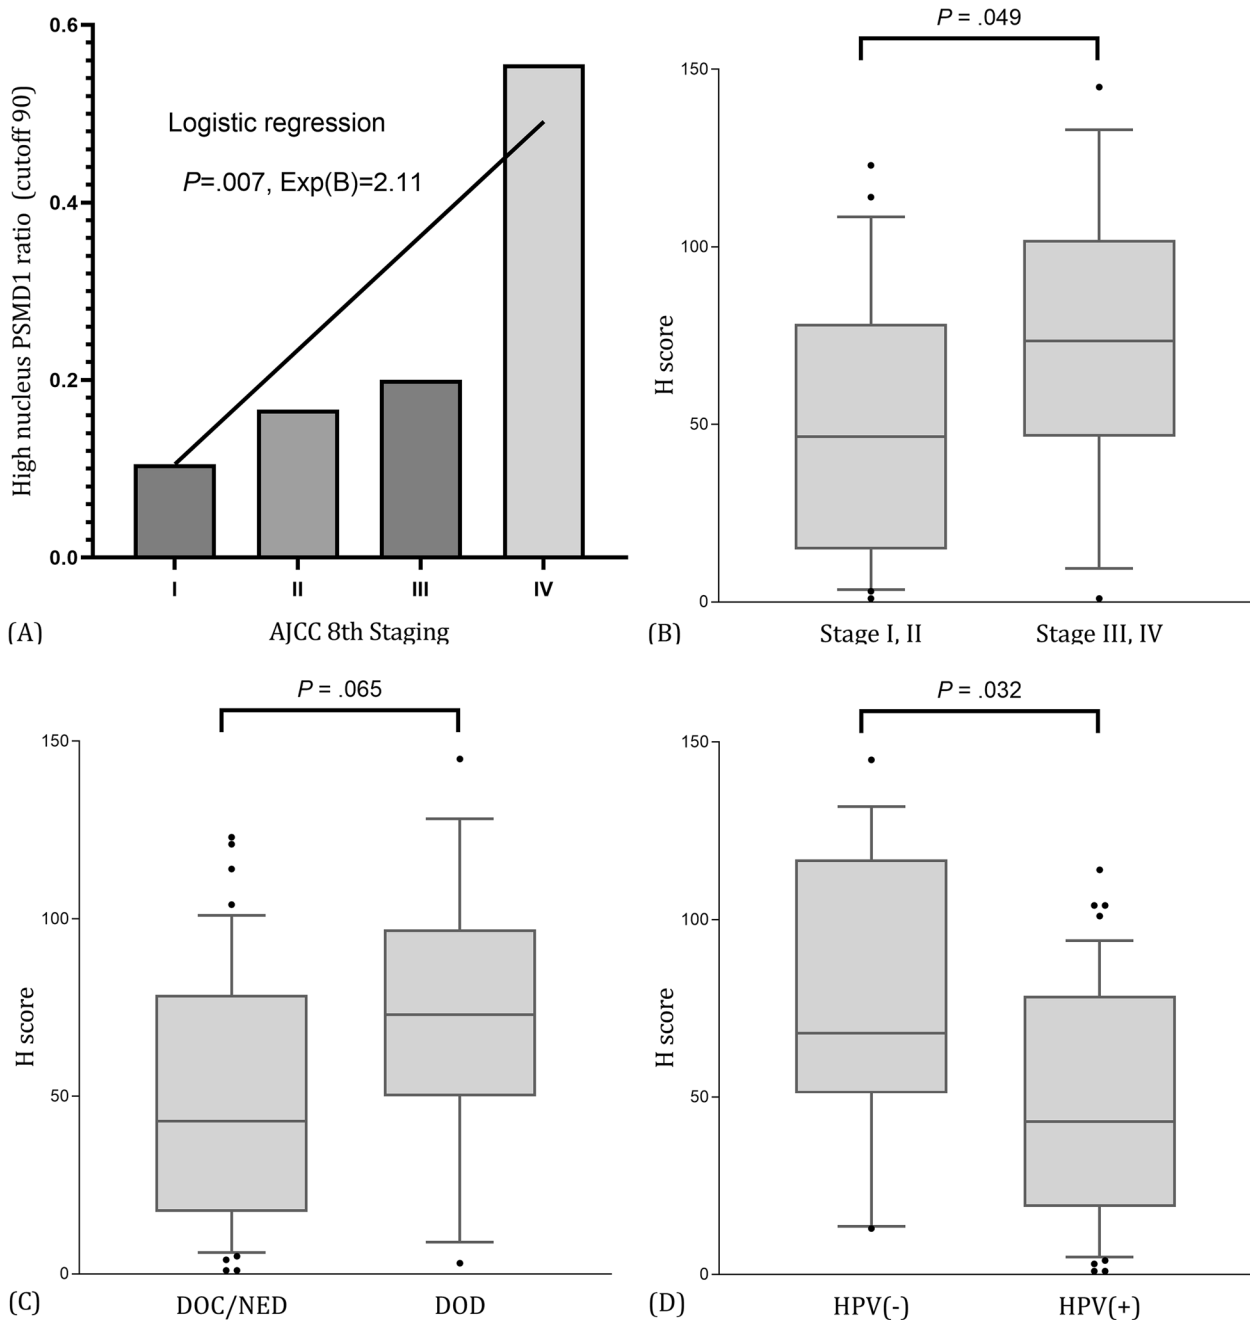 High nucleus PSMD1 ratio (cutoff 90)
0.6
0.4
0.2
0.0
Logistic regression
P=.007, Exp(B)=2.11
I II III IV
AJCC 8th Staging
(A)
P = .049
H score
150
100
50
0
Stage I, II Stage III, IV
(B)
P = .065
H score
150
100
50
0
DOC/NED DOD
(C)
P = .032
H score
150
100
50
0
HPV(-) HPV(+)
(D)